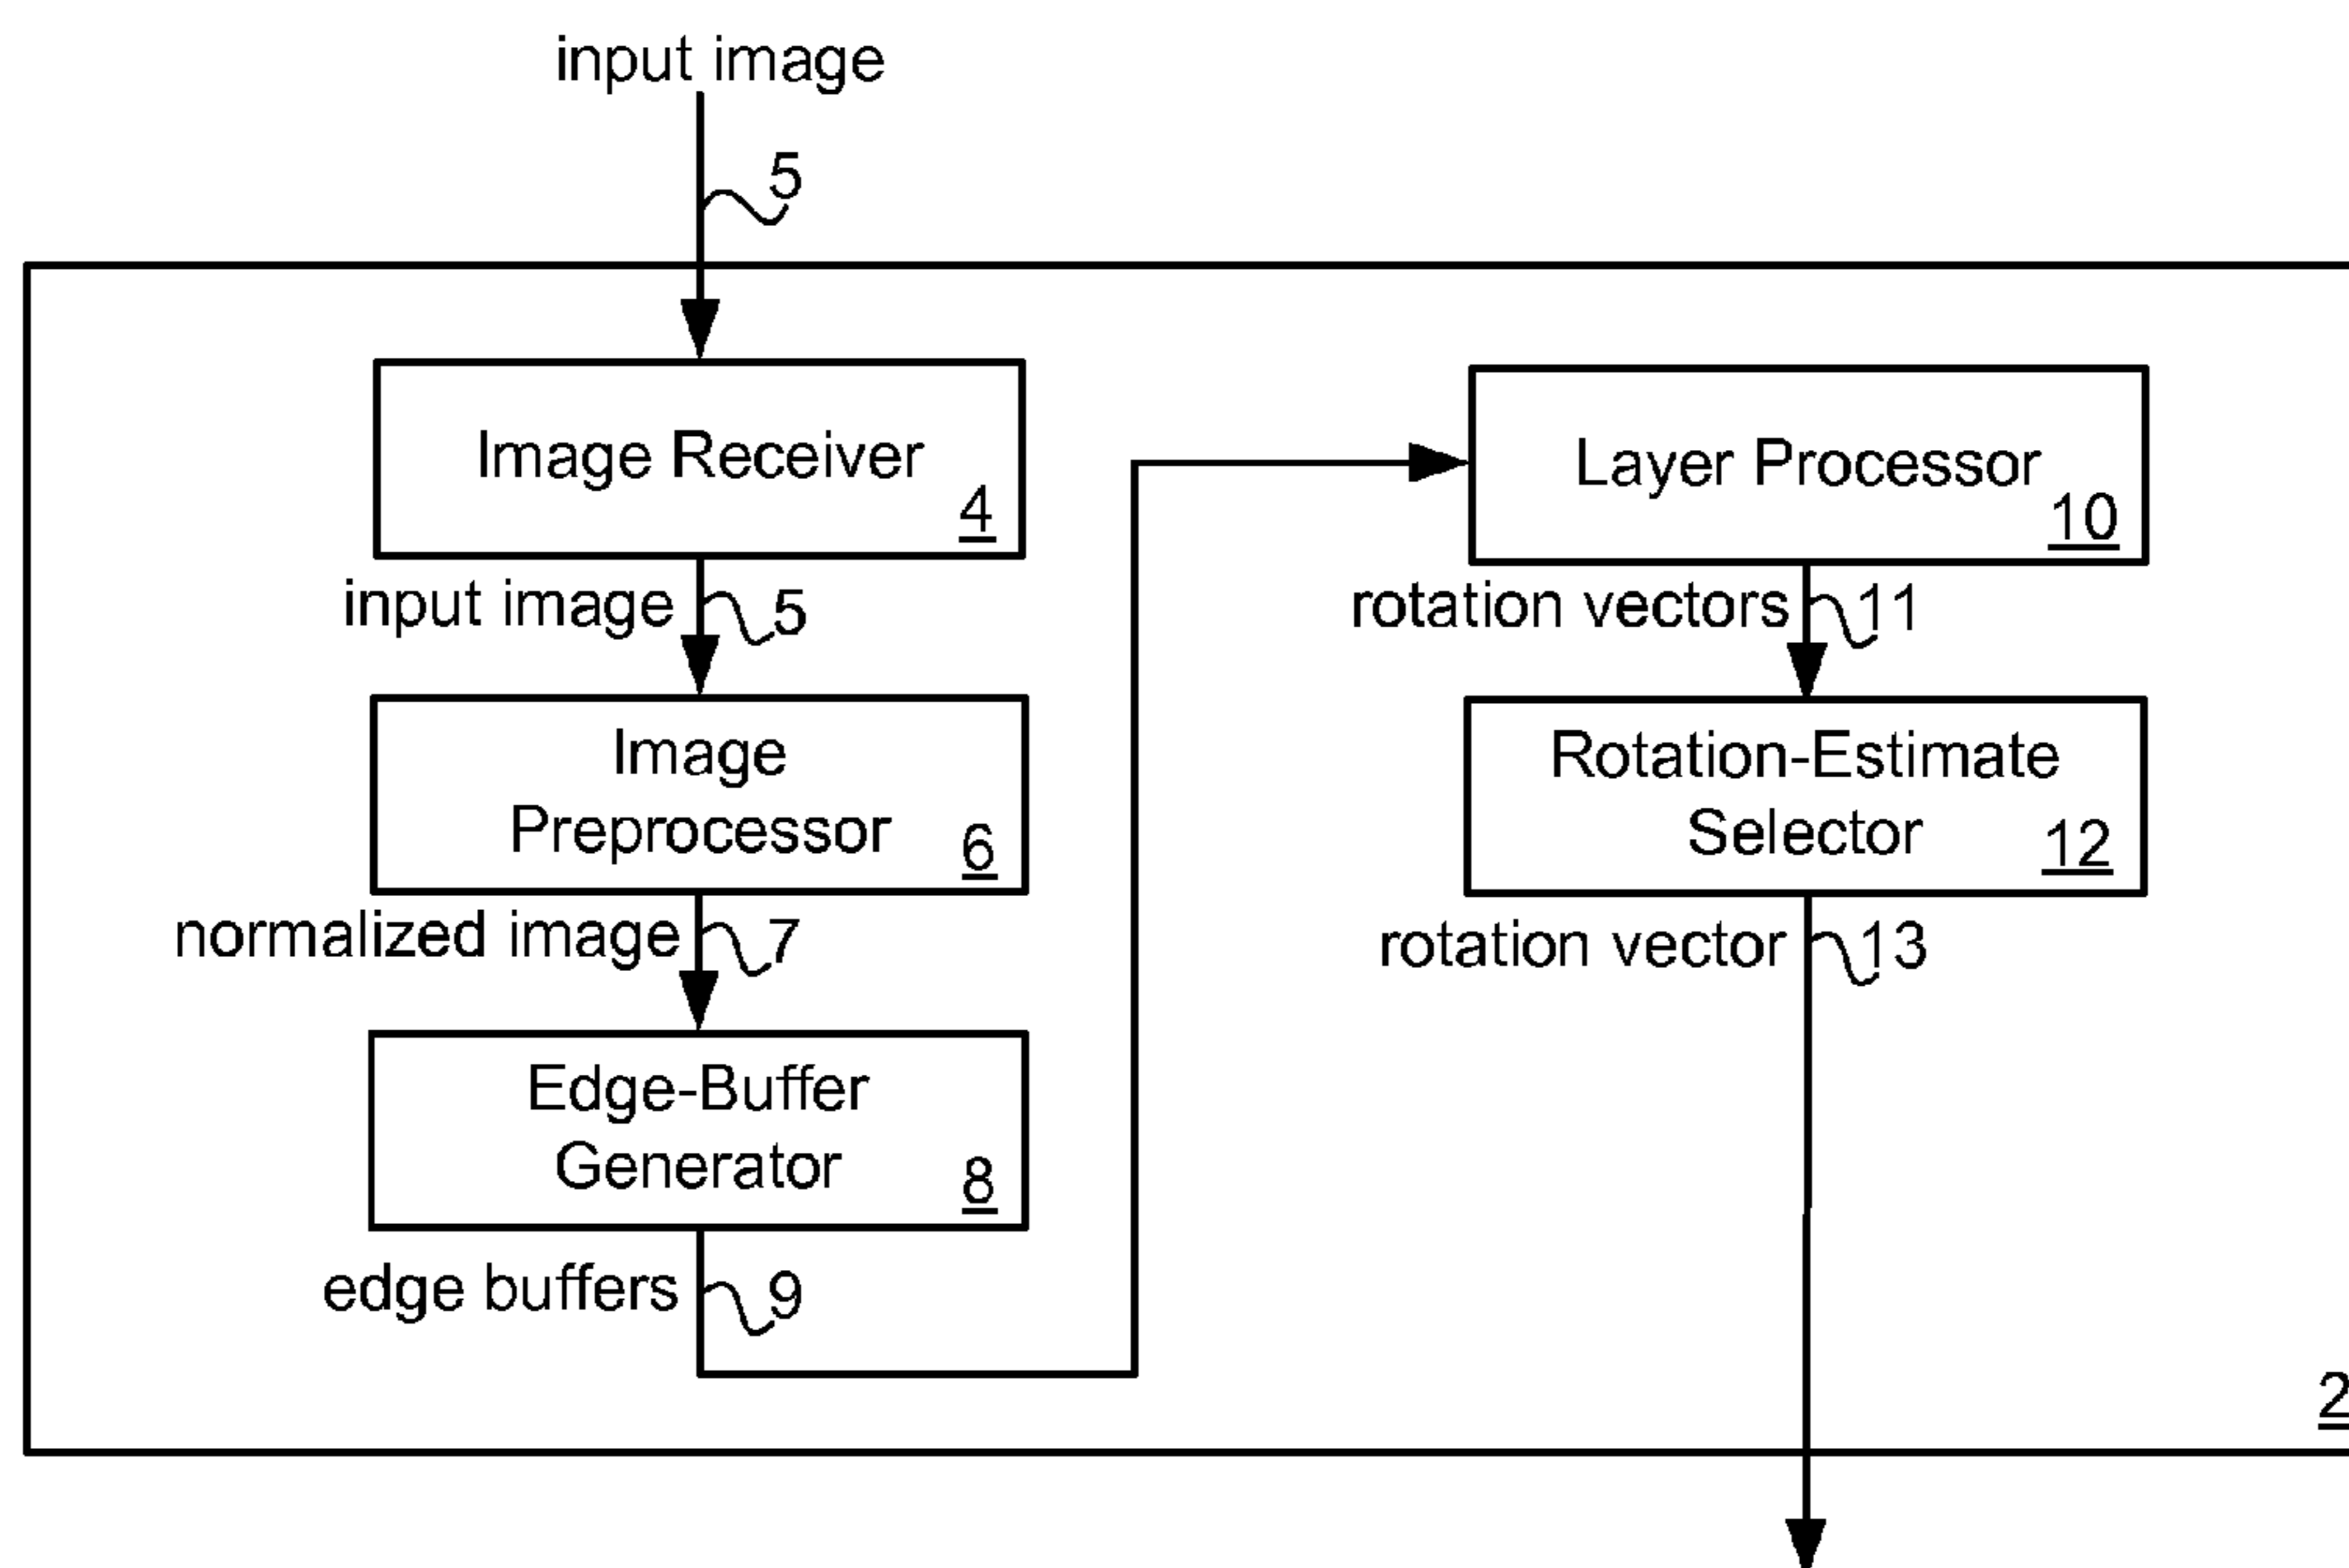 input image
5
Image Receiver
4
input image
5
Image
Preprocessor
6
normalized image
7
Edge-Buffer
Generator
8
edge buffers
9
Layer Processor
10
rotation vectors
11
Rotation-Estimate
Selector
12
rotation vector
13
2